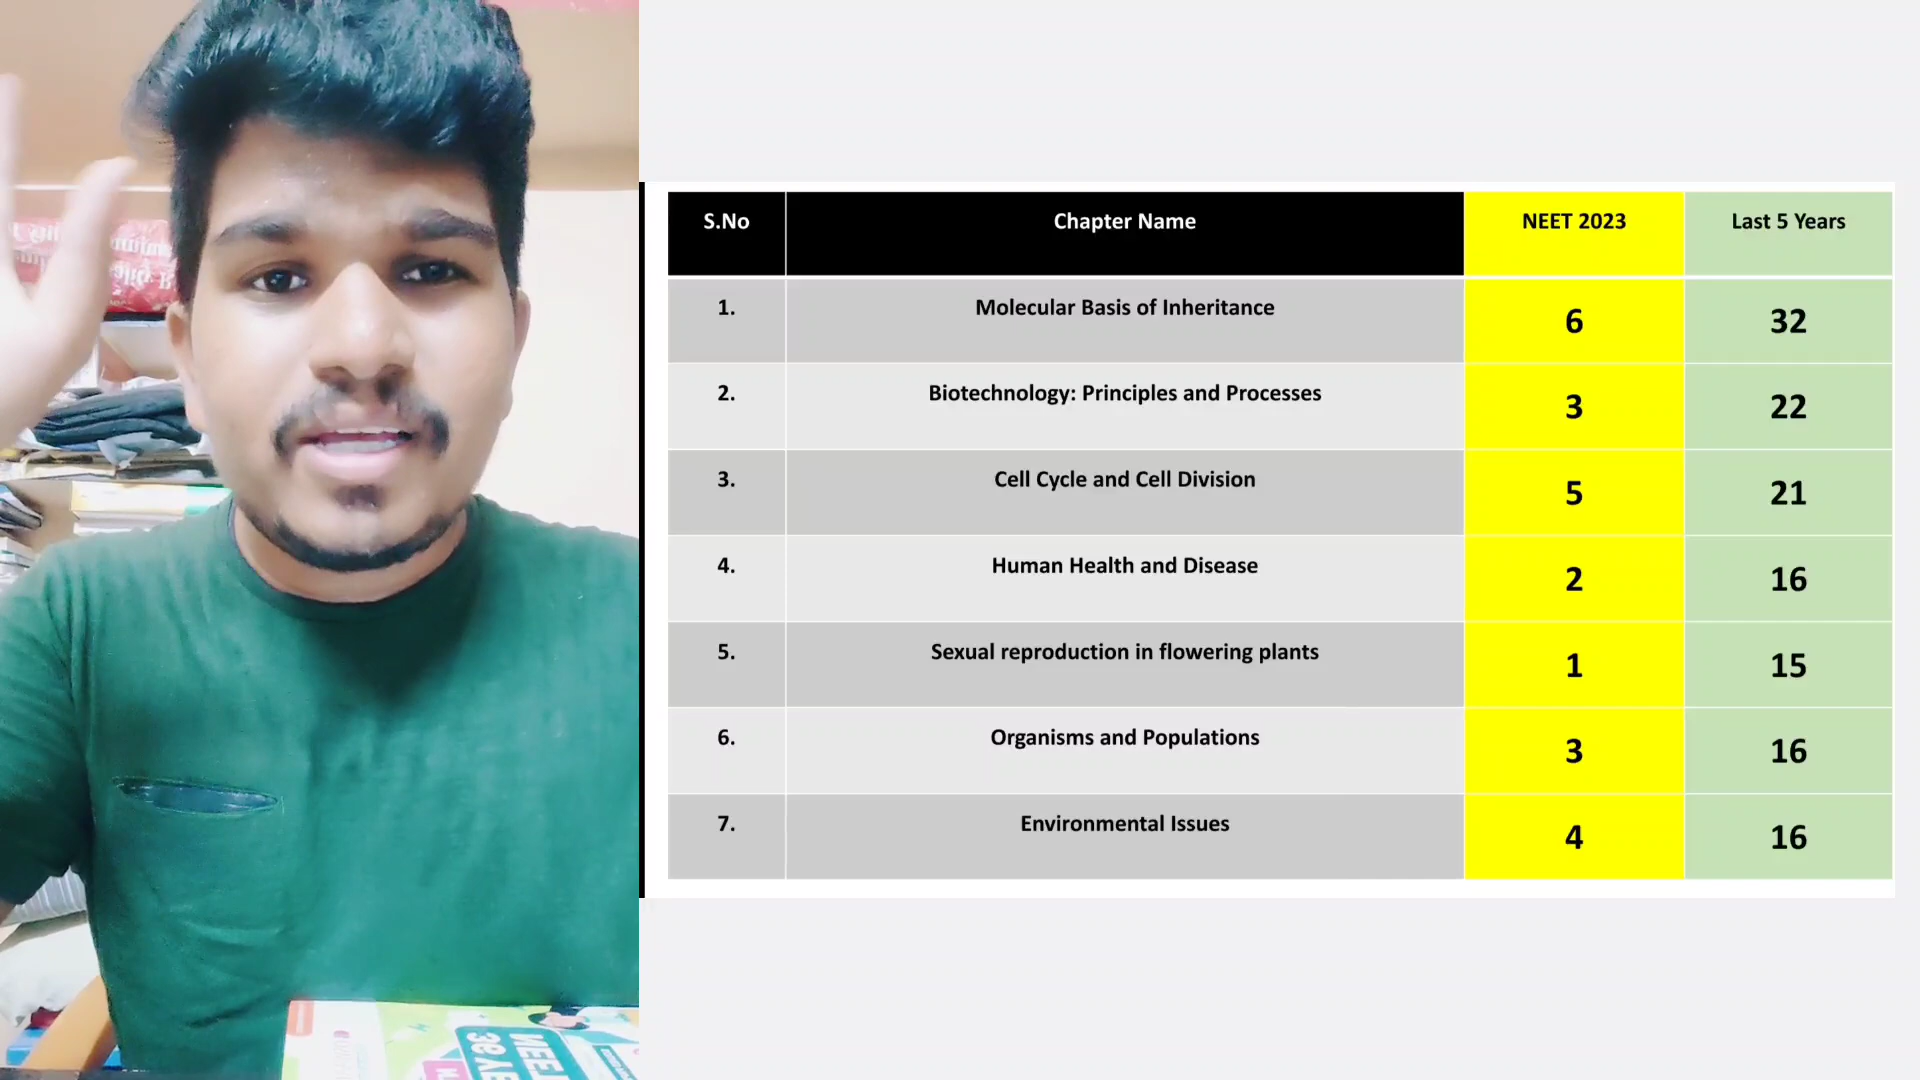 S.No Chapter Name NEET 2023 Last 5 Years
1. Molecular Basis of Inheritance 6 32
2. Biotechnology: Principles and Processes 3 22
3. Cell Cycle and Cell Division 5 21
4. Human Health and Disease 2 16
5. Sexual reproduction in flowering plants 1 15
6. Organisms and Populations 3 16
7. Environmental Issues 4 16
NEET